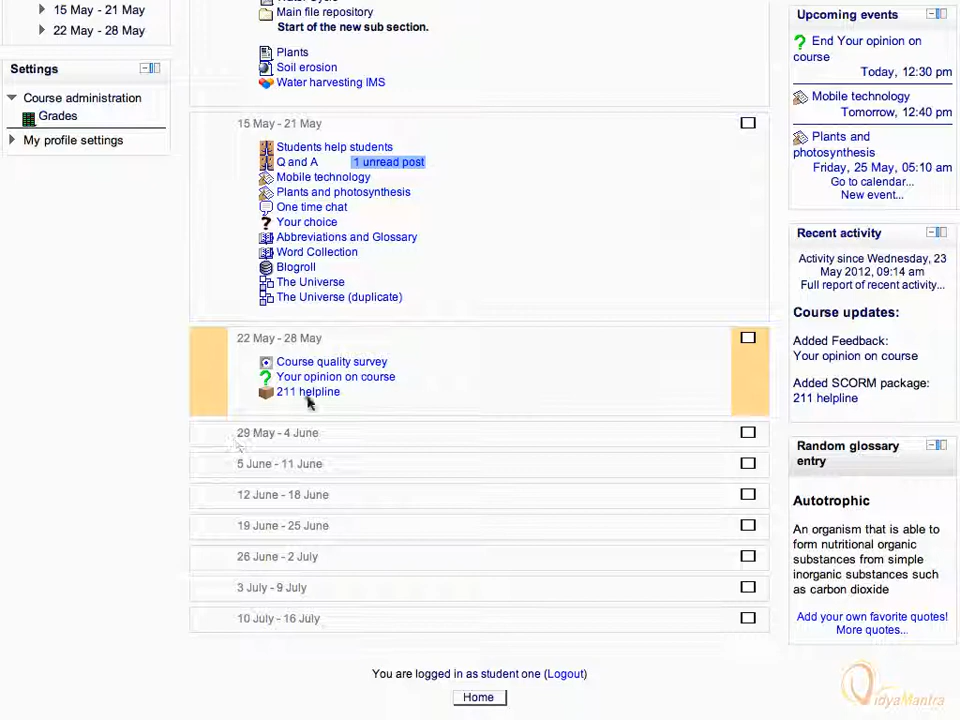 15 May - 21 May
22 May - 28 May
Settings
Course administration
Grades
My profile settings
Main file repository
Start of the new sub section.
Plants
Soil erosion
Water harvesting IMS
15 May - 21 May
Students help students
Q and A 1 unread post
Mobile technology
Plants and photosynthesis
One time chat
Your choice
Abbreviations and Glossary
Word Collection
Blogroll
The Universe
The Universe (duplicate)
22 May - 28 May
Course quality survey
Your opinion on course
211 helpline
29 May - 4 June
5 June - 11 June
12 June - 18 June
19 June - 25 June
26 June - 2 July
3 July - 9 July
10 July - 16 July
You are logged in as student one (Logout)
Home
Upcoming events
End Your opinion on
course
Today, 12:30 pm
Mobile technology
Tomorrow, 12:40 pm
Plants and
photosynthesis
Friday, 25 May, 05:10 am
Go to calendar...
New event...
Recent activity
Activity since Wednesday, 23
May 2012, 09:14 am
Full report of recent activity...
Course updates:
Added Feedback:
Your opinion on course
Added SCORM package:
211 helpline
Random glossary
entry
Autotrophic
An organism that is able to
form nutritional organic
substances from simple
inorganic substances such
as carbon dioxide
Add your own favorite quotes!
More quotes...
VidyaMantra